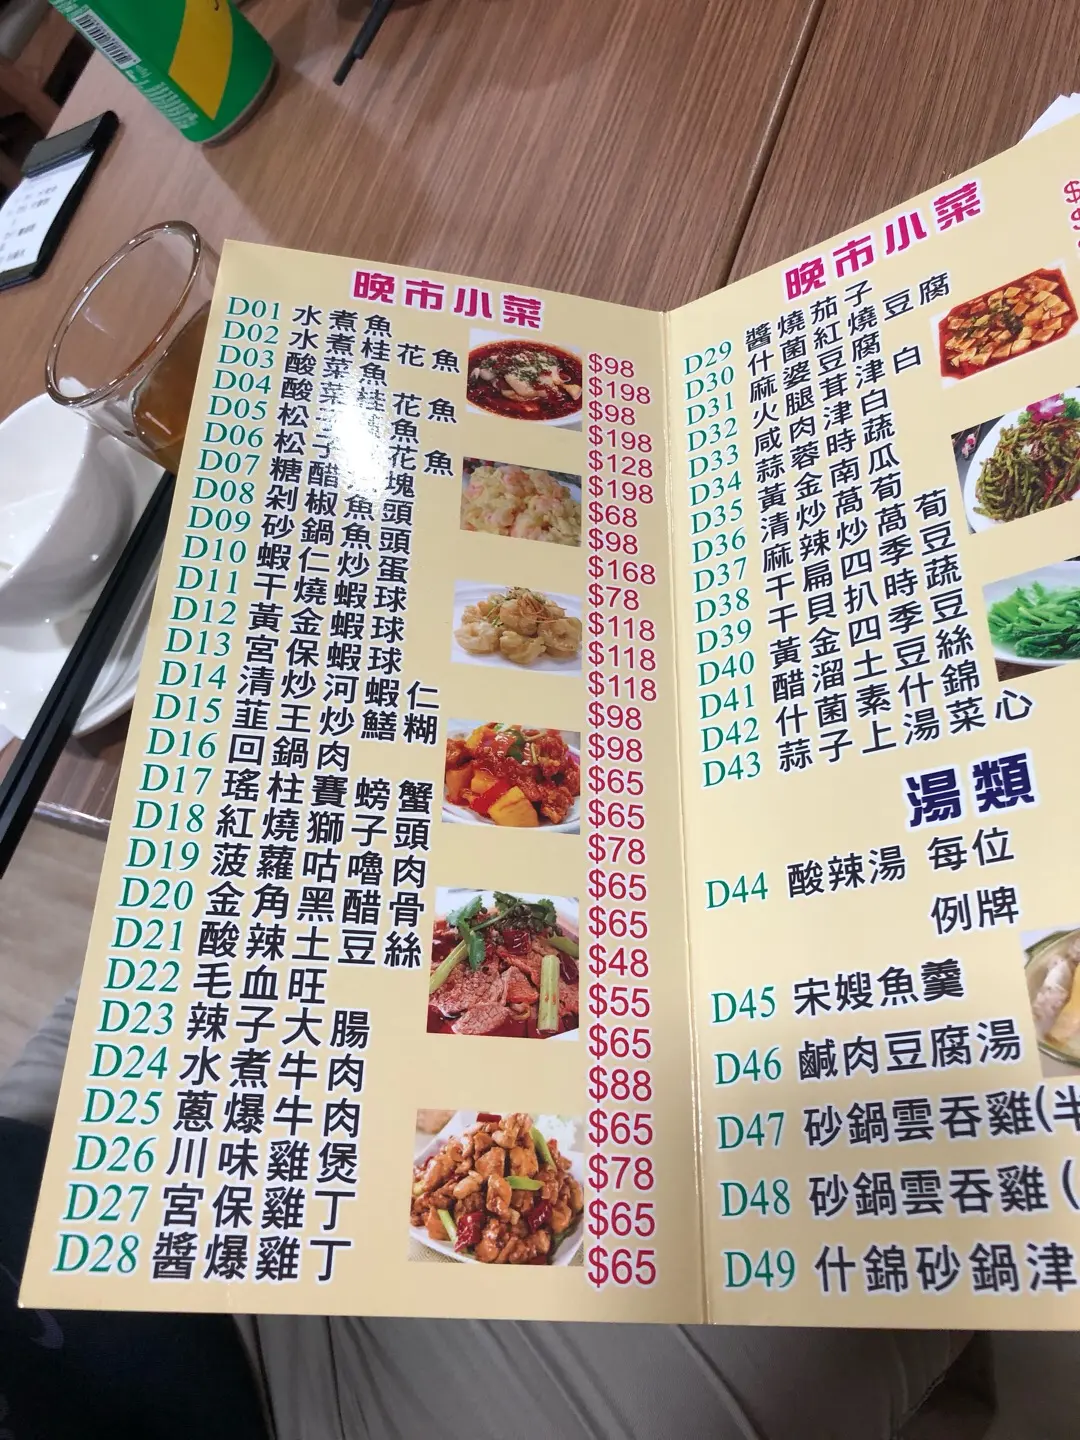 晚市小菜
D01 水煮魚 $98
D02 水煮桂花魚 $198
D03 酸菜魚 $98
D04 酸菜桂花魚 $198
D05 松 魚 $128
D06 松子 花魚 $198
D07 糖醋 塊 $68
D08 剁椒魚頭 $98
D09 砂鍋魚頭 $168
D10 蝦仁炒蛋 $78
D11 干燒蝦球 $118
D12 黃金蝦球 $118
D13 宮保蝦球 $118
D14 清炒河蝦仁 $98
D15 韮王炒鱔糊 $98
D16 回鍋肉 $65
D17 瑤柱賽螃蟹 $65
D18 紅燒獅子頭 $78
D19 菠蘿咕嚕肉 $65
D20 金角黑醋骨 $65
D21 酸辣土豆絲 $48
D22 毛血旺 $55
D23 辣子大腸 $65
D24 水煮牛肉 $88
D25 蔥爆牛肉 $65
D26 川味雞煲 $78
D27 宮保雞丁 $65
D28 醬爆雞丁 $65
晚市小菜
D29 醬燒茄子
D30 什菌紅燒豆腐
D31 麻婆豆腐
D32 火腿茸津白
D33 咸肉津白
D34 蒜蓉時蔬
D35 黃金南瓜
D36 清炒萵荀
D37 麻辣炒萵荀
D38 干扁四季豆
D39 干貝扒時蔬
D40 黃金四季豆
D41 醋溜土豆絲
D42 什菌素什錦
D43 蒜子上湯菜心
湯類
D44 酸辣湯 每位
例牌
D45 宋嫂魚羹
D46 鹹肉豆腐湯
D47 砂鍋雲吞雞(半
D48 砂鍋雲吞雞(
D49 什錦砂鍋津